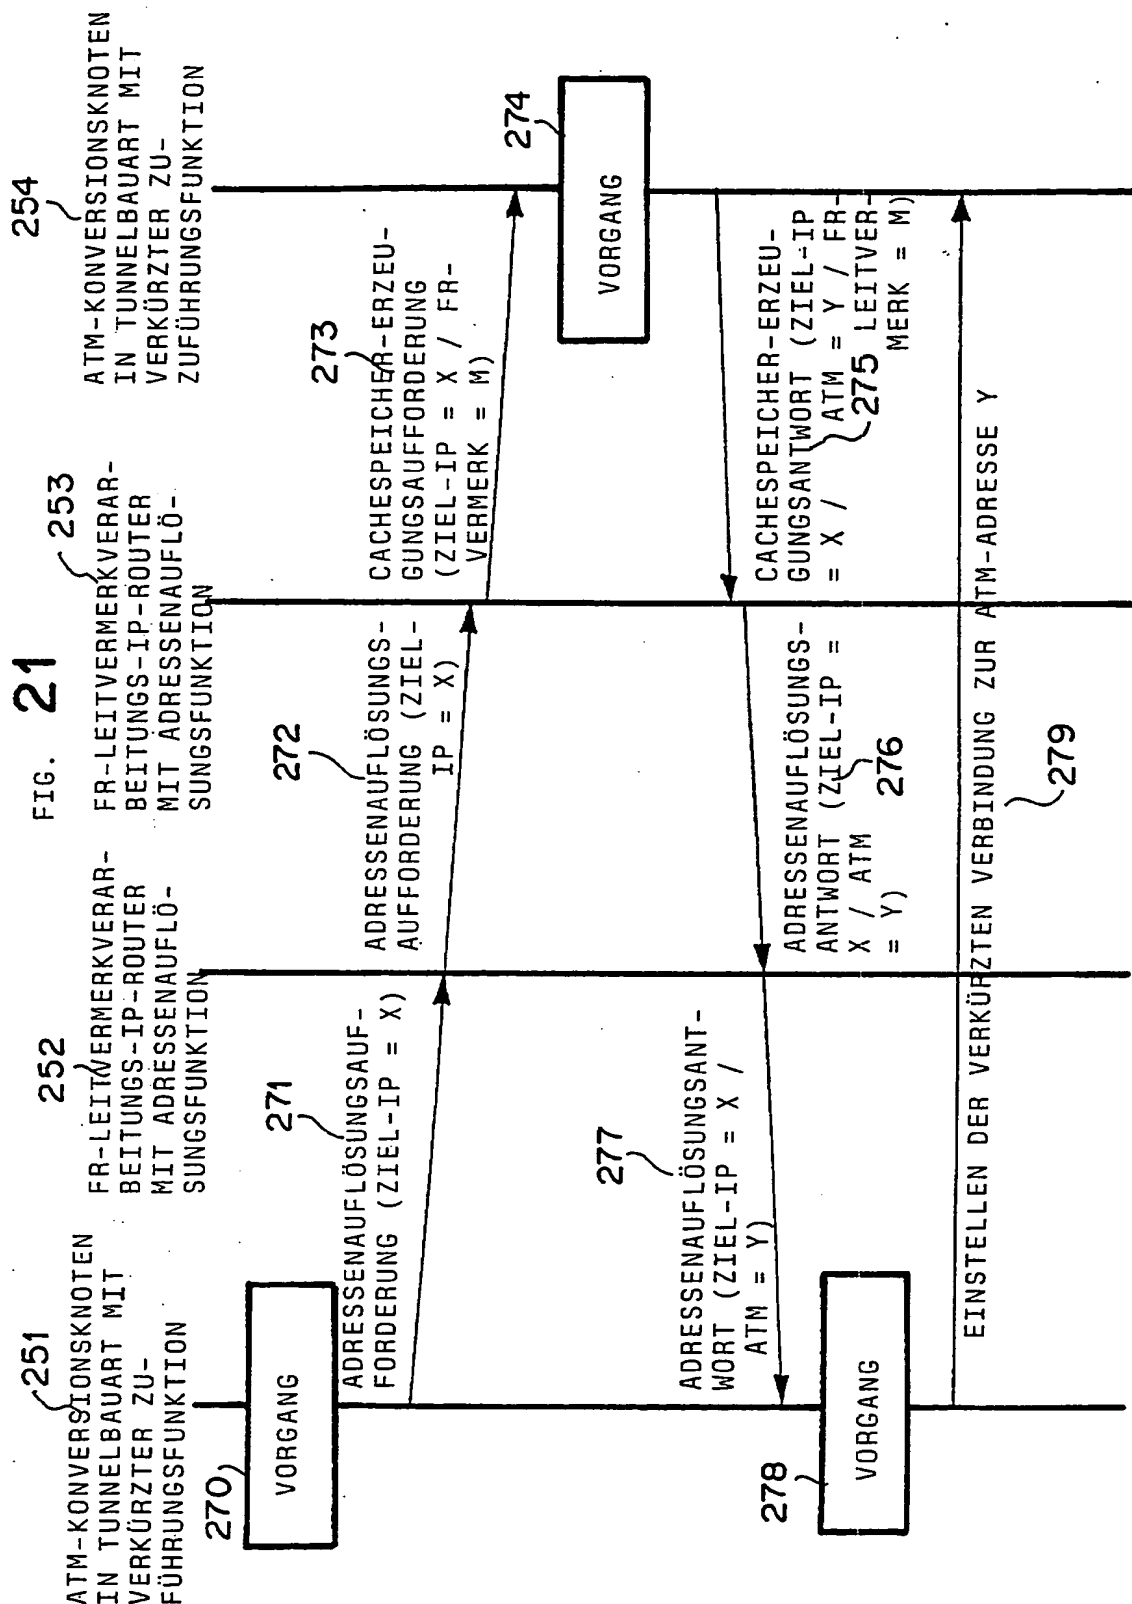 FIG. 21
251
ATM-KONVERSIONSKNOTEN
IN TUNNELBAUART MIT
VERKÜRZTER ZU-
FÜHRUNGSFUNKTION
252
FR-LEITVERMERKVERAR-
BEITUNGS-IP-ROUTER
MIT ADRESSENAUFLÖ-
SUNGSFUNKTION
253
FR-LEITVERMERKVERAR-
BEITUNGS-IP-ROUTER
MIT ADRESSENAUFLÖ-
SUNGSFUNKTION
254
ATM-KONVERSIONSKNOTEN
IN TUNNELBAUART MIT
VERKÜRZTER ZU-
ZUFÜHRUNGSFUNKTION
270
VORGANG
271
ADRESSENAUFLÖSUNGSAUF-
FORDERUNG (ZIEL-IP = X)
272
ADRESSENAUFLÖSUNGS-
AUFFORDERUNG (ZIEL-
IP = X)
273
CACHESPEICHER-ERZEU-
GUNGSAUFFORDERUNG
(ZIEL-IP = X / FR-
VERMERK = M)
274
VORGANG
CACHESPEICHER-ERZEU-
GUNGSANTWORT (ZIEL-IP
= X / ATM = Y / FR-
275 LEITVER-
MERK = M)
ADRESSENAUFLÖSUNGS-
ANTWORT (ZIEL-IP =
X / ATM 276
= Y)
277
ADRESSENAUFLÖSUNGSANT-
WORT (ZIEL-IP = X /
ATM = Y)
278
VORGANG
EINSTELLEN DER VERKÜRZTEN VERBINDUNG ZUR ATM-ADRESSE Y
279